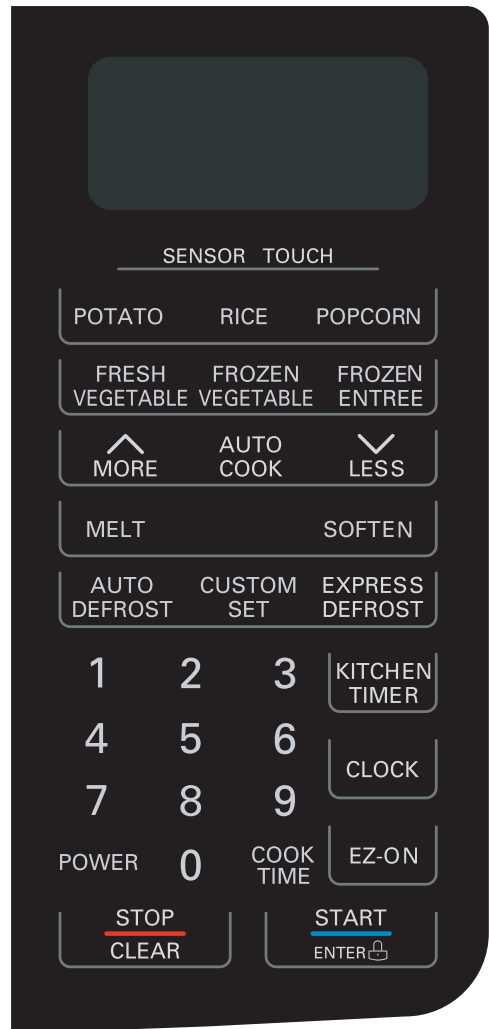 SENSOR TOUCH
POTATO RICE POPCORN
FRESH FROZEN FROZEN
VEGETABLE VEGETABLE ENTREE
AUTO
MORE COOK LESS
MELT SOFTEN
AUTO CUSTOM EXPRESS
DEFROST SET DEFROST
1 2 3 KITCHEN
TIMER
4 5 6
CLOCK
7 8 9
POWER 0 COOK EZ-ON
TIME
STOP START
CLEAR ENTER